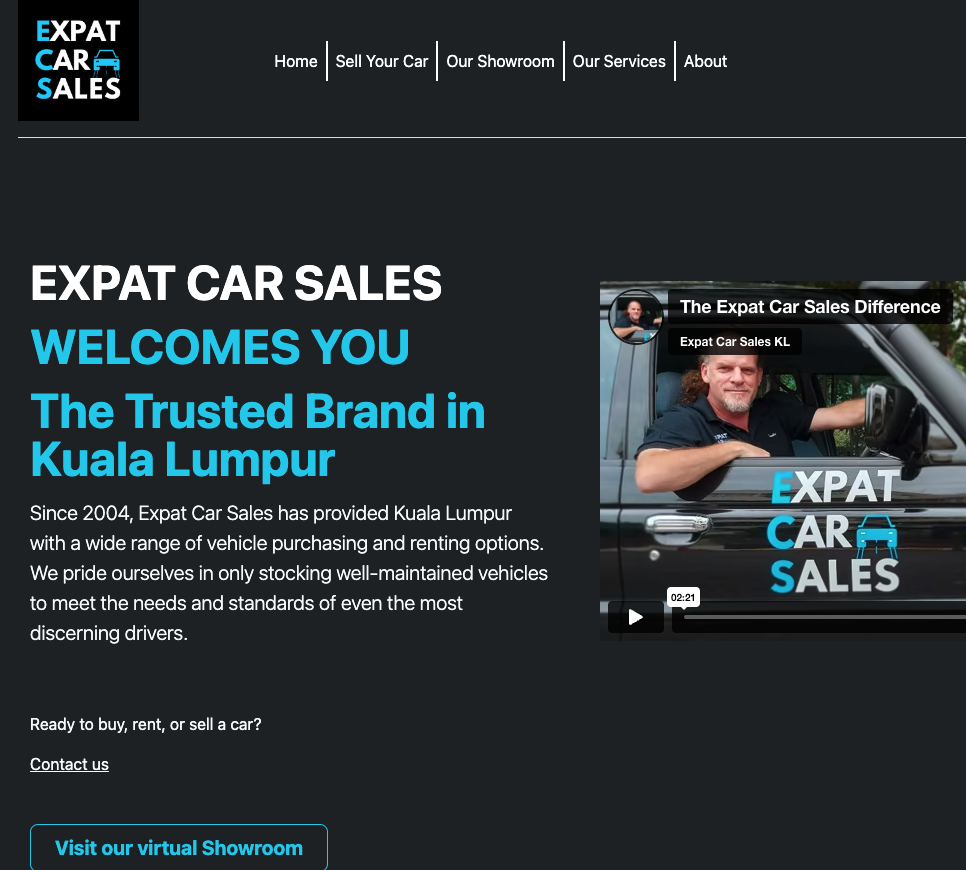 EXPAT
CAR
SALES
Home
Sell Your Car
Our Showroom
Our Services
About
EXPAT CAR SALES
WELCOMES YOU
The Trusted Brand in
Kuala Lumpur
Since 2004, Expat Car Sales has provided Kuala Lumpur
with a wide range of vehicle purchasing and renting options.
We pride ourselves in only stocking well-maintained vehicles
to meet the needs and standards of even the most
discerning drivers.
Ready to buy, rent, or sell a car?
Contact us
Visit our virtual Showroom
The Expat Car Sales Difference
Expat Car Sales KL
EXPAT
CAR
SALES
02:21